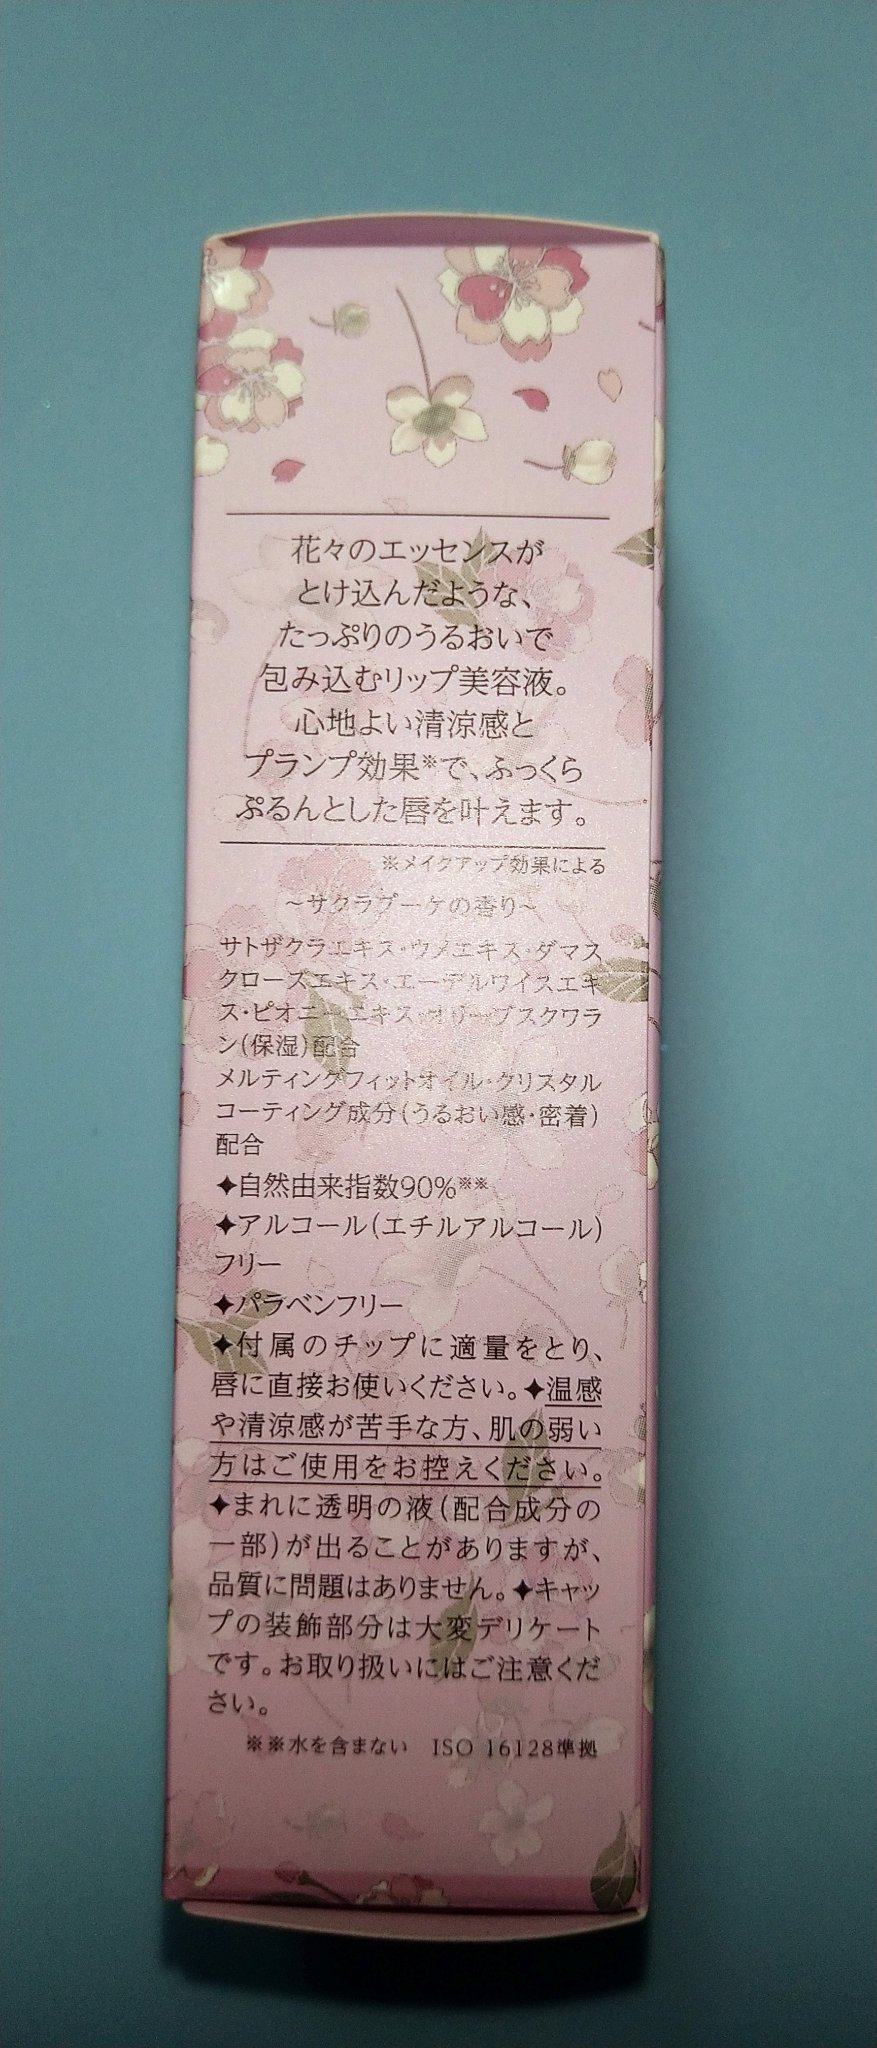 花々のエッセンスが
とけ込んだような、
たっぷりのうるおいで
包み込むリップ美容液。
心地よい清涼感と
プランプ効果※で、ふっくら
ぷるんとした唇を叶えます。
※メイクアップ効果による
~サクラブーケの香り~
サトザクラエキス・ウメエキス・ダマス
クローズエキス・エーデルワイスエキ
ス・ピオニーエキス・オリーブスクワラ
ン(保湿)配合
メルティングフィットオイル・クリスタル
コーティング成分(うるおい感・密着)
配合
✦自然由来指数90%※※
✦アルコール(エチルアルコール)
フリー
✦パラベンフリー
✦付属のチップに適量をとり、
唇に直接お使いください。✦温感
や清涼感が苦手な方、肌の弱い
方はご使用をお控えください。
✦まれに透明の液(配合成分の
一部)が出ることがありますが、
品質に問題はありません。✦キャッ
プの装飾部分は大変デリケート
です。お取り扱いにはご注意くだ
さい。
※※水を含まない ISO 16128準拠